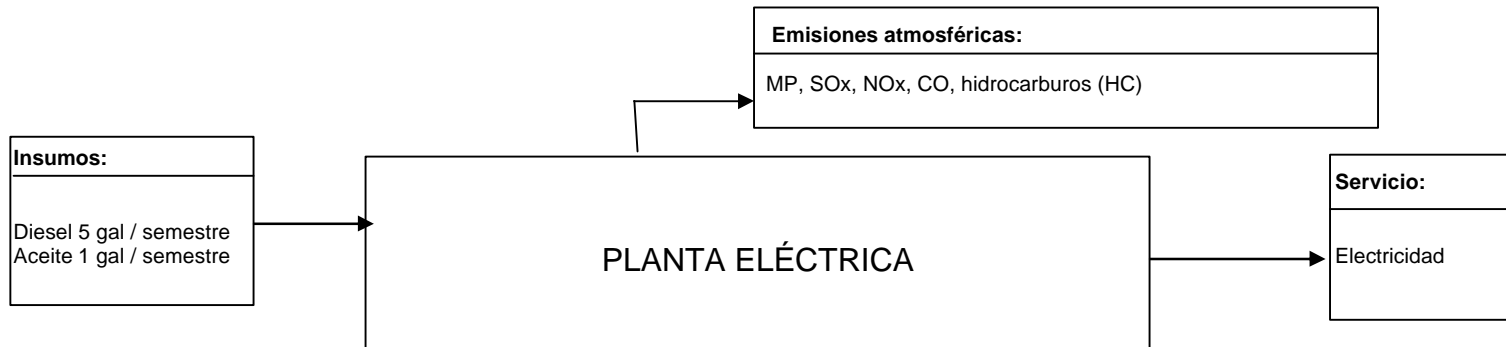 Emisiones atmosféricas:
MP, SOx, NOx, CO, hidrocarburos (HC)
Insumos:
Diesel 5 gal / semestre
Aceite 1 gal / semestre
PLANTA ELÉCTRICA
Servicio:
Electricidad